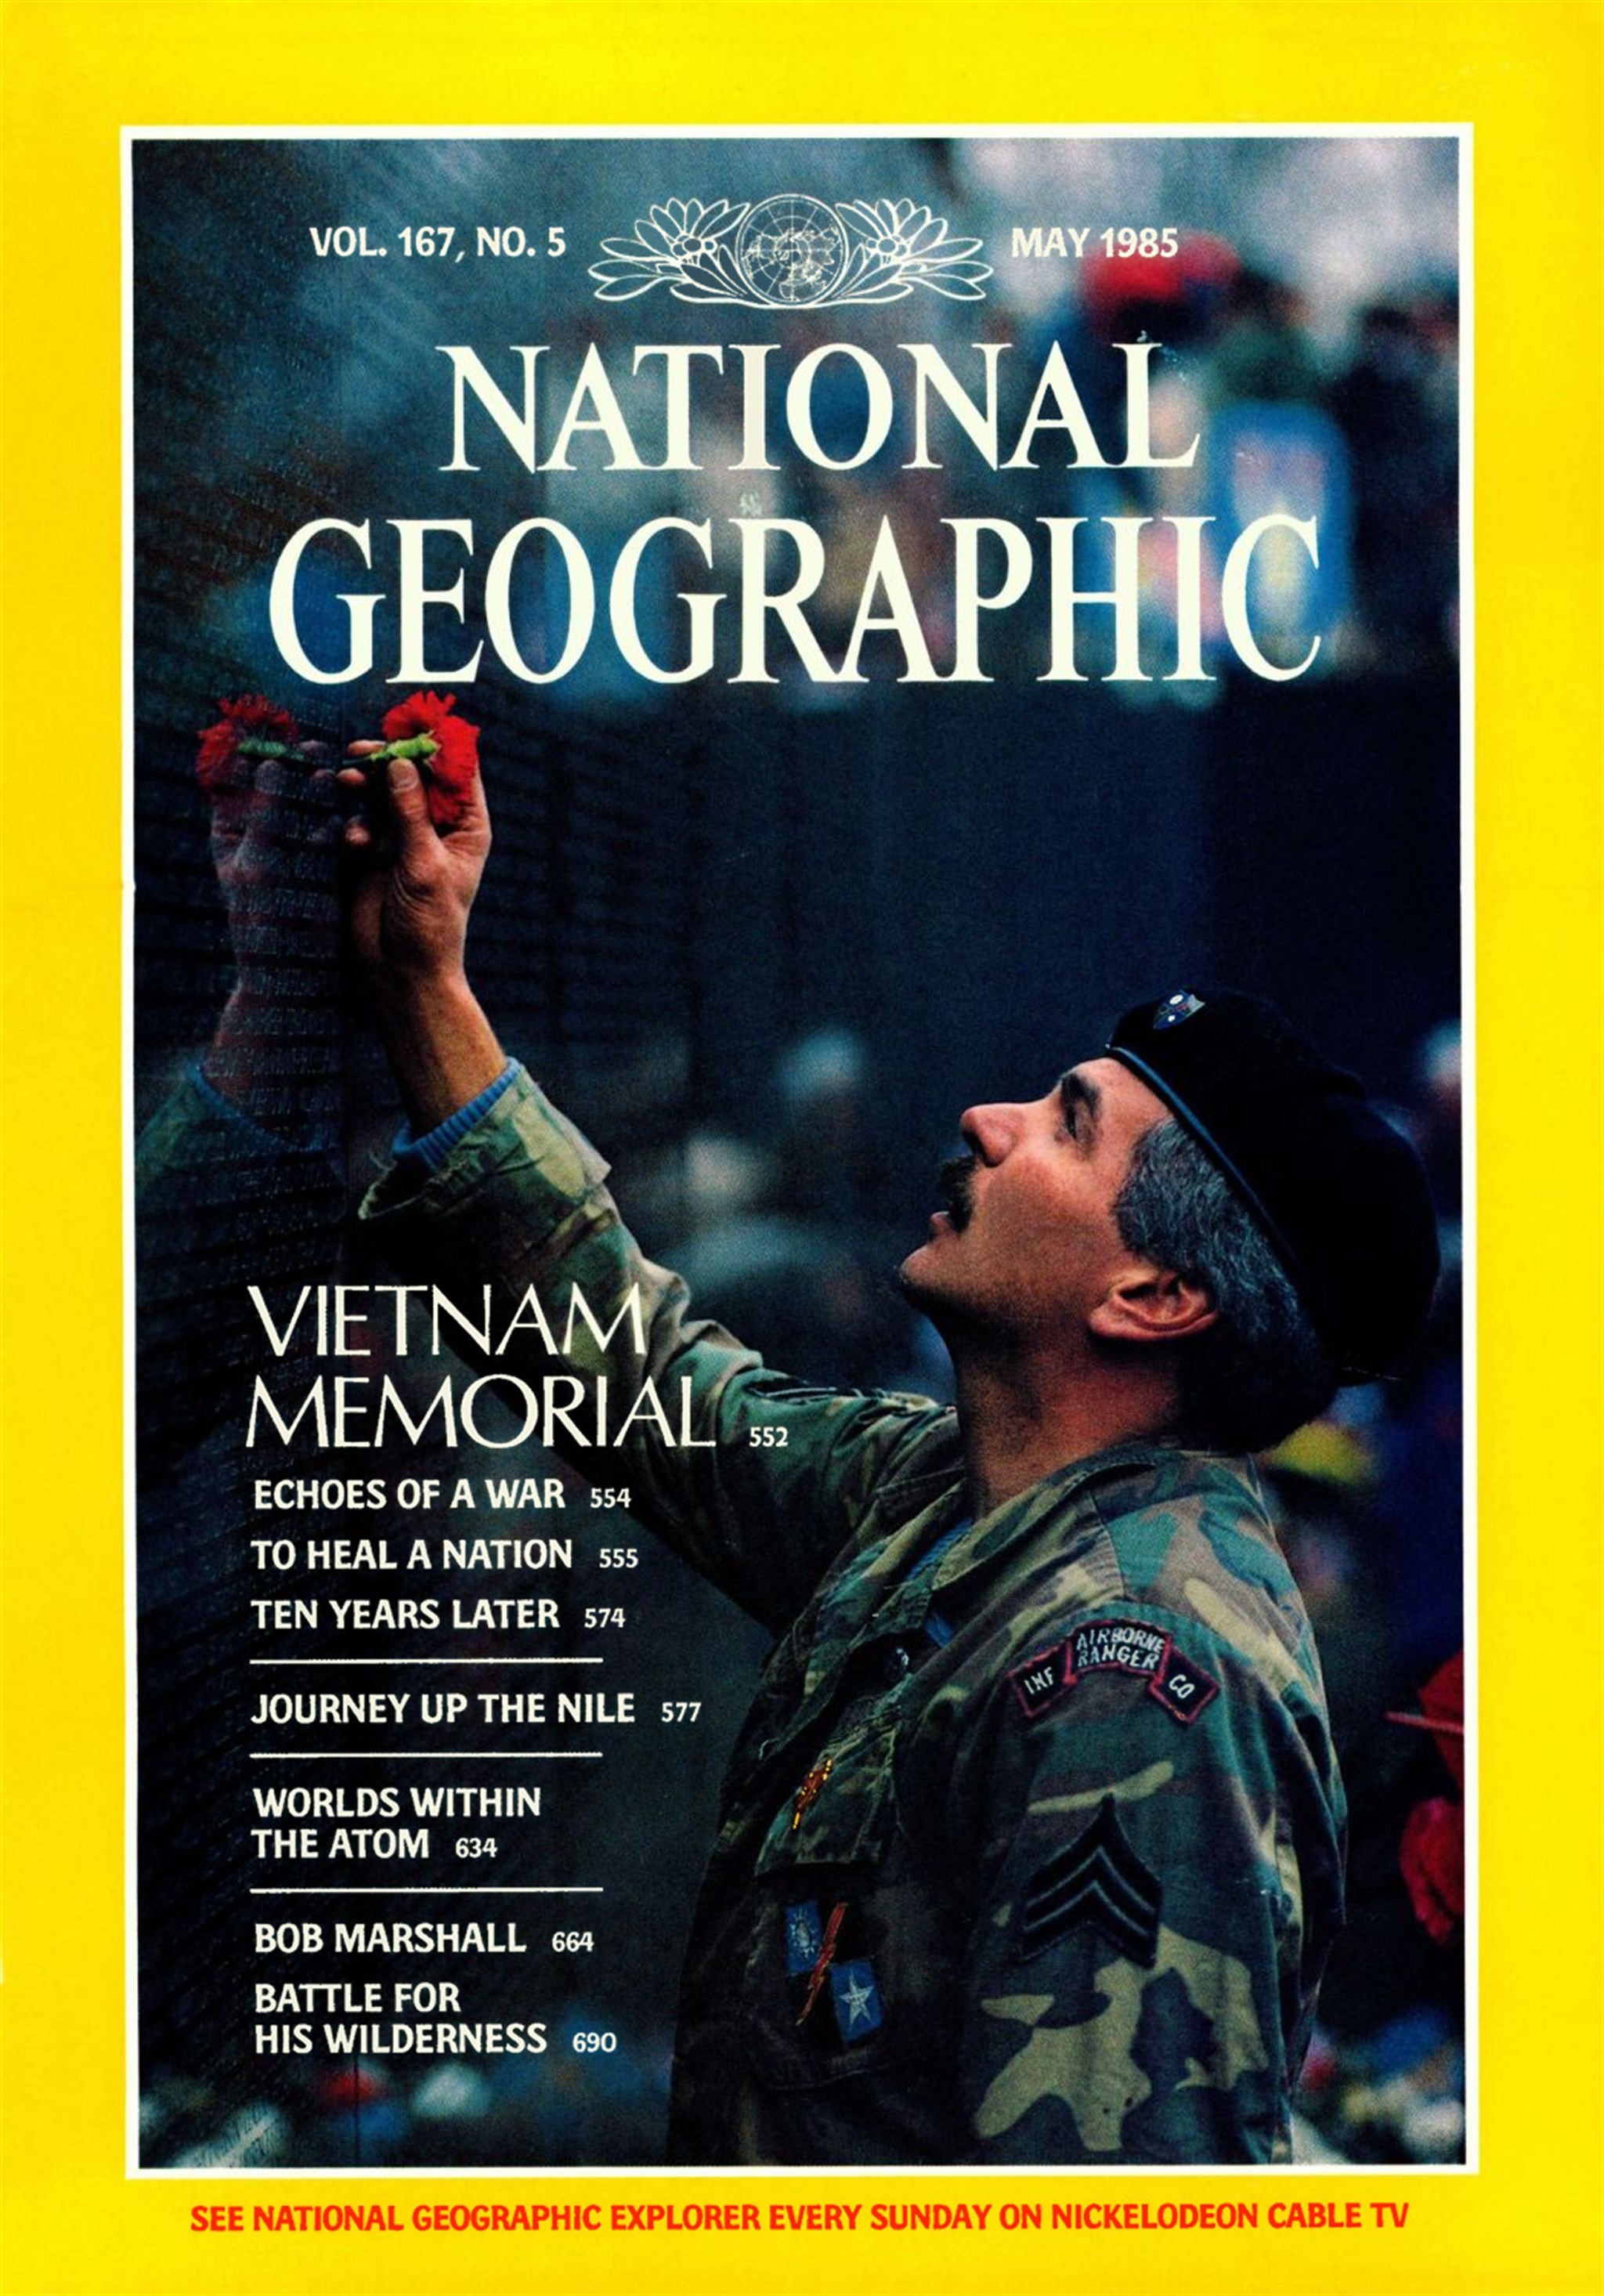 VOL. 167, NO. 5 MAY 1985
NATIONAL
GEOGRAPHIC
VIETNAM
MEMORIAL 552
ECHOES OF A WAR 554
TO HEAL A NATION 555
TEN YEARS LATER 574
JOURNEY UP THE NILE 577
WORLDS WITHIN
THE ATOM 634
BOB MARSHALL 664
BATTLE FOR
HIS WILDERNESS 690
AIRBORNE
INF RANGER CO
SEE NATIONAL GEOGRAPHIC EXPLORER EVERY SUNDAY ON NICKELODEON CABLE TV